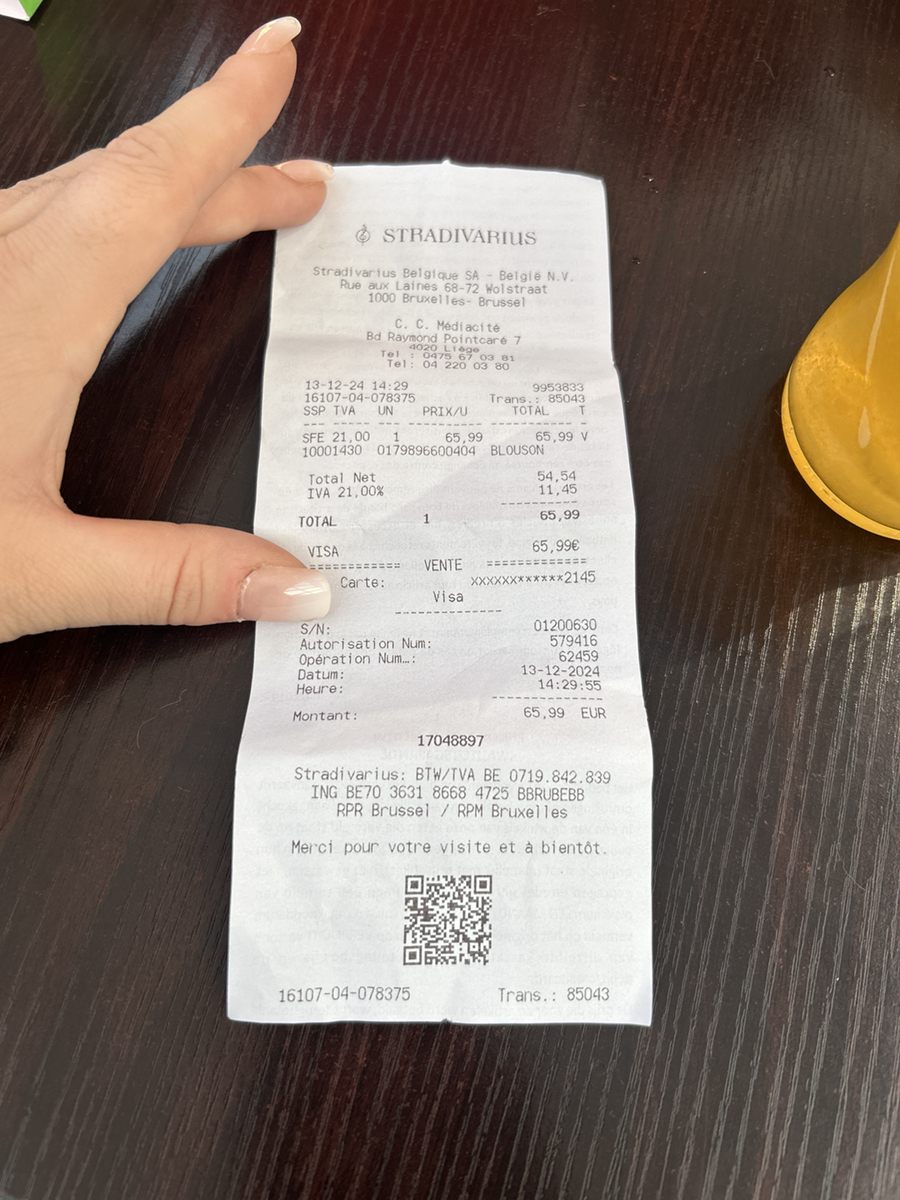 STRADIVARIUS
Stradivarius Belgique SA - België N.V.
Rue aux Laines 68-72 Wolstraat
1000 Bruxelles- Brussel
C. C. Médiacité
Bd Raymond Pointcaré 7
4020 Liège
Tel : 0475 67 03 81
Tel: 04 220 03 80
13-12-24 14:29 9953833
16107-04-078375 Trans.: 85043
SSP TVA UN PRIX/U TOTAL T
SFE 21,00 1 65,99 65,99 V
10001430 0179896600404 BLOUSON
Total Net 54,54
IVA 21,00% 11,45
TOTAL 1 65,99
VISA 65,99€
============ VENTE ============
Carte: XXXXXX******2145
Visa
S/N: 01200630
Autorisation Num: 579416
Opération Num…: 62459
Datum: 13-12-2024
Heure: 14:29:55
Montant: 65,99 EUR
17048897
Stradivarius: BTW/TVA BE 0719.842.839
ING BE70 3631 8668 4725 BBRUBEBB
RPR Brussel / RPM Bruxelles
Merci pour votre visite et à bientôt.
16107-04-078375 Trans.: 85043